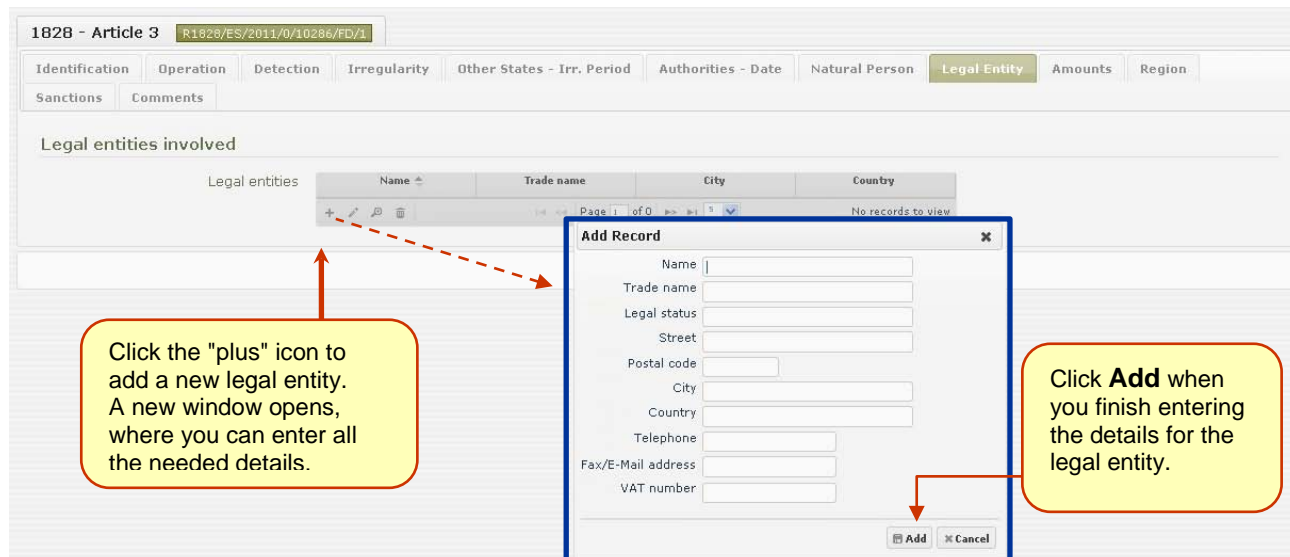 1828 - Article 3 R1828/ES/2011/0/10286/FD/1
Identification Operation Detection Irregularity Other States - Irr. Period Authorities - Date Natural Person Legal Entity Amounts Region
Sanctions Comments
Legal entities involved
Legal entities Name Trade name City Country
Page 1 of 0 5 No records to view
Add Record
Name
Trade name
Legal status
Street
Postal code
City
Country
Telephone
Fax/E-Mail address
VAT number
Add Cancel
Click the "plus" icon to
add a new legal entity.
A new window opens,
where you can enter all
the needed details.
Click Add when
you finish entering
the details for the
legal entity.